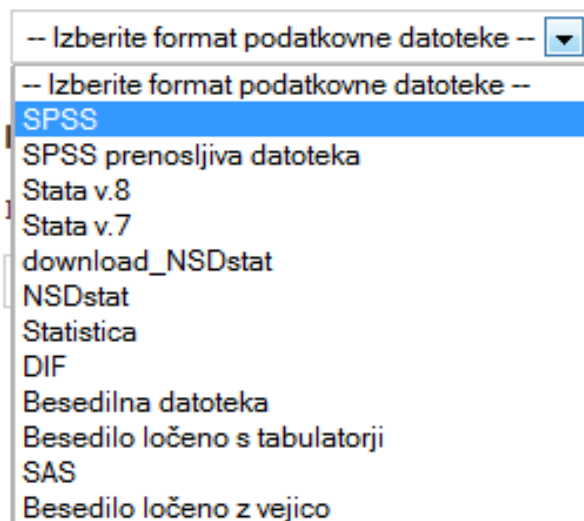 -- Izberite format podatkovne datoteke --
-- Izberite format podatkovne datoteke --
SPSS
SPSS prenosljiva datoteka
Stata v.8
Stata v.7
download_NSDstat
NSDstat
Statistica
DIF
Besedilna datoteka
Besedilo ločeno s tabulatorji
SAS
Besedilo ločeno z vejico